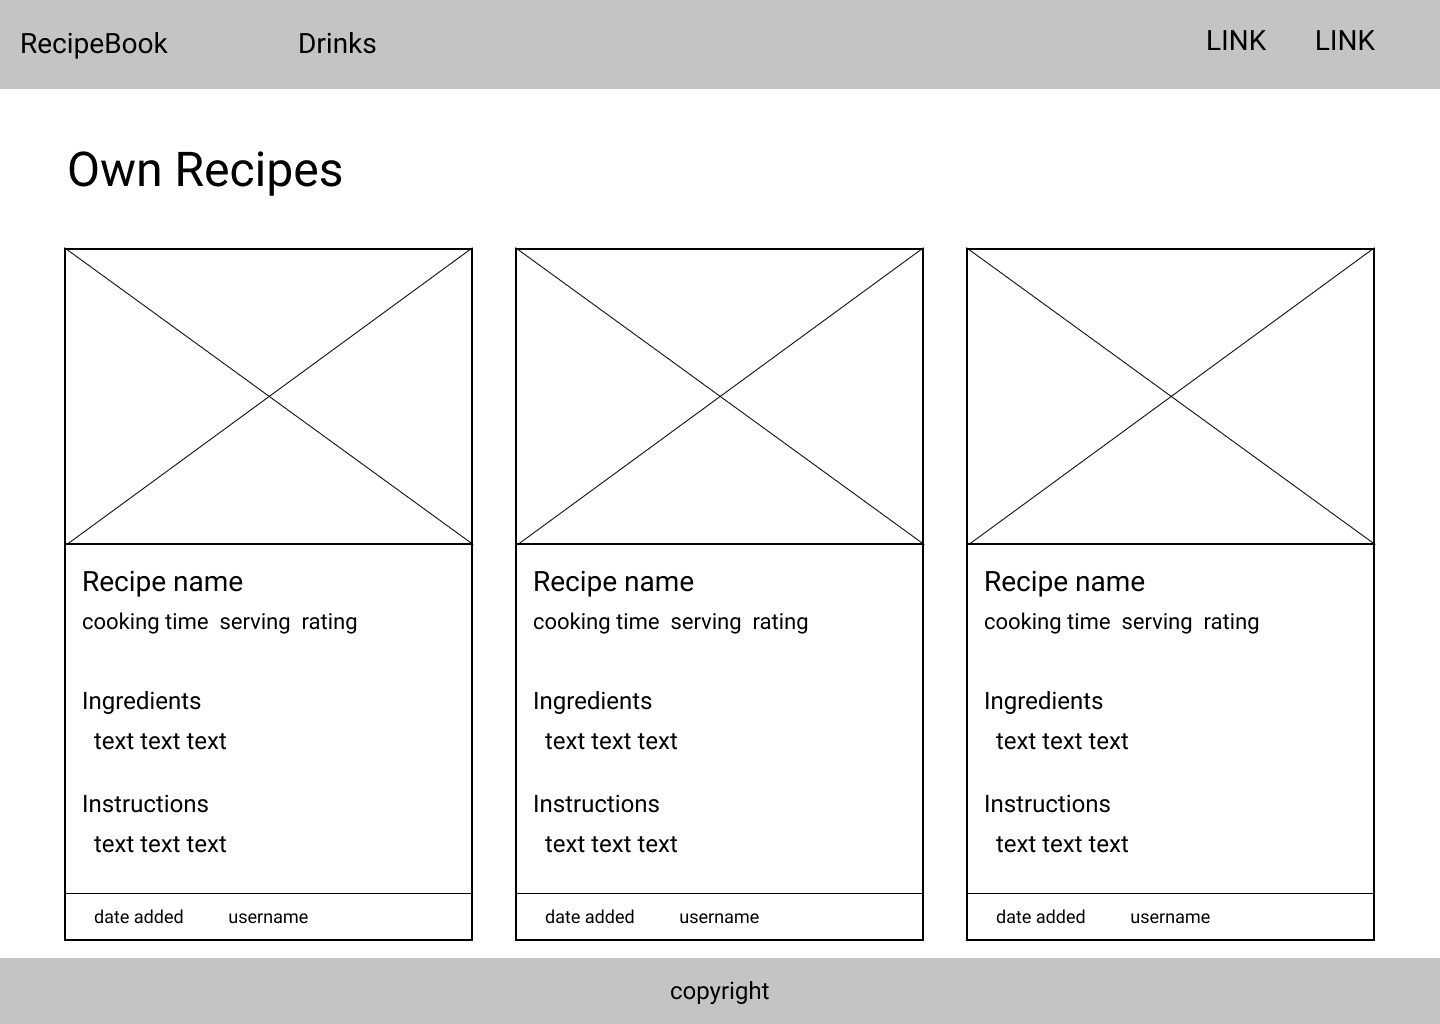 RecipeBook Drinks LINK LINK
Own Recipes
Recipe name
cooking time serving rating
Ingredients
text text text
Instructions
text text text
date added username
Recipe name
cooking time serving rating
Ingredients
text text text
Instructions
text text text
date added username
Recipe name
cooking time serving rating
Ingredients
text text text
Instructions
text text text
date added username
copyright